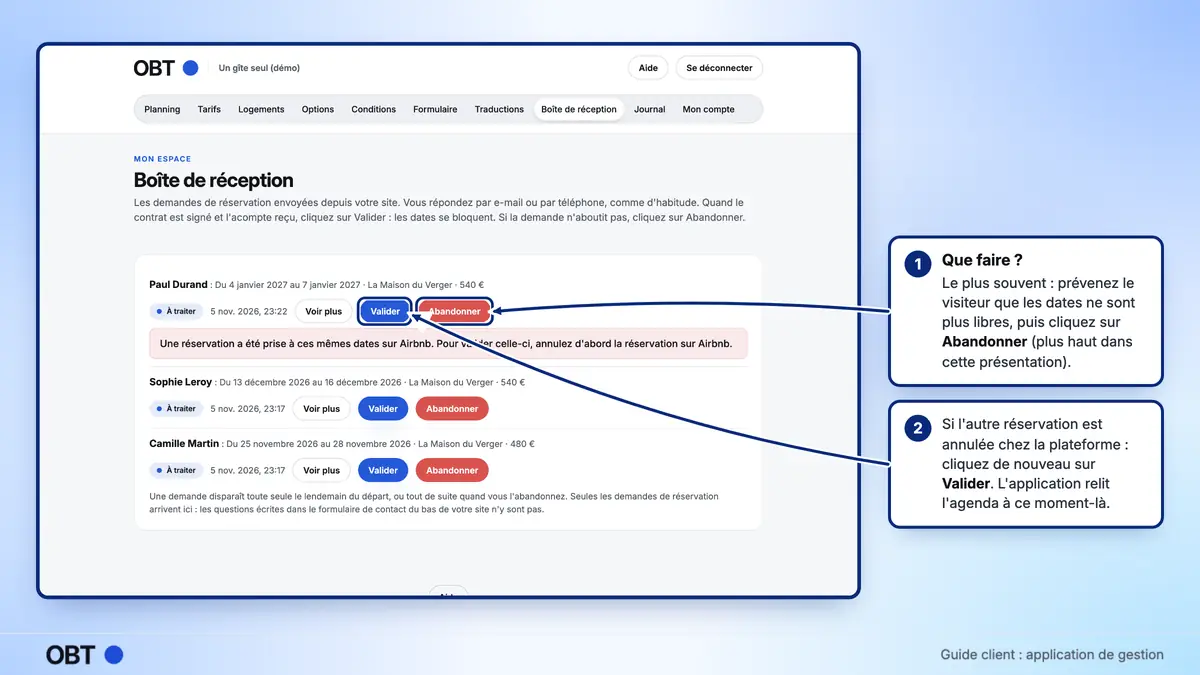 OBT
Un gîte seul (démo)
Aide
Se déconnecter
Planning
Tarifs
Logements
Options
Conditions
Formulaire
Traductions
Boîte de réception
Journal
Mon compte
MON ESPACE
Boîte de réception
Les demandes de réservation envoyées depuis votre site. Vous répondez par e-mail ou par téléphone, comme d'habitude. Quand le
contrat est signé et l'acompte reçu, cliquez sur Valider : les dates se bloquent. Si la demande n'aboutit pas, cliquez sur Abandonner.
Paul Durand : Du 4 janvier 2027 au 7 janvier 2027 · La Maison du Verger · 540 €
À traiter
5 nov. 2026, 23:22
Voir plus
Valider
Abandonner
Une réservation a été prise à ces mêmes dates sur Airbnb. Pour valider celle-ci, annulez d'abord la réservation sur Airbnb.
Sophie Leroy : Du 13 décembre 2026 au 16 décembre 2026 · La Maison du Verger · 540 €
À traiter
5 nov. 2026, 23:17
Voir plus
Valider
Abandonner
Camille Martin : Du 25 novembre 2026 au 28 novembre 2026 · La Maison du Verger · 480 €
À traiter
5 nov. 2026, 23:17
Voir plus
Valider
Abandonner
Une demande disparaît toute seule le lendemain du départ, ou tout de suite quand vous l'abandonnez. Seules les demandes de réservation
arrivent ici : les questions écrites dans le formulaire de contact du bas de votre site n'y sont pas.
1
Que faire ?
Le plus souvent : prévenez le
visiteur que les dates ne sont
plus libres, puis cliquez sur
Abandonner (plus haut dans
cette présentation).
2
Si l'autre réservation est
annulée chez la plateforme :
cliquez de nouveau sur
Valider. L'application relit
l'agenda à ce moment-là.
OBT
Guide client : application de gestion